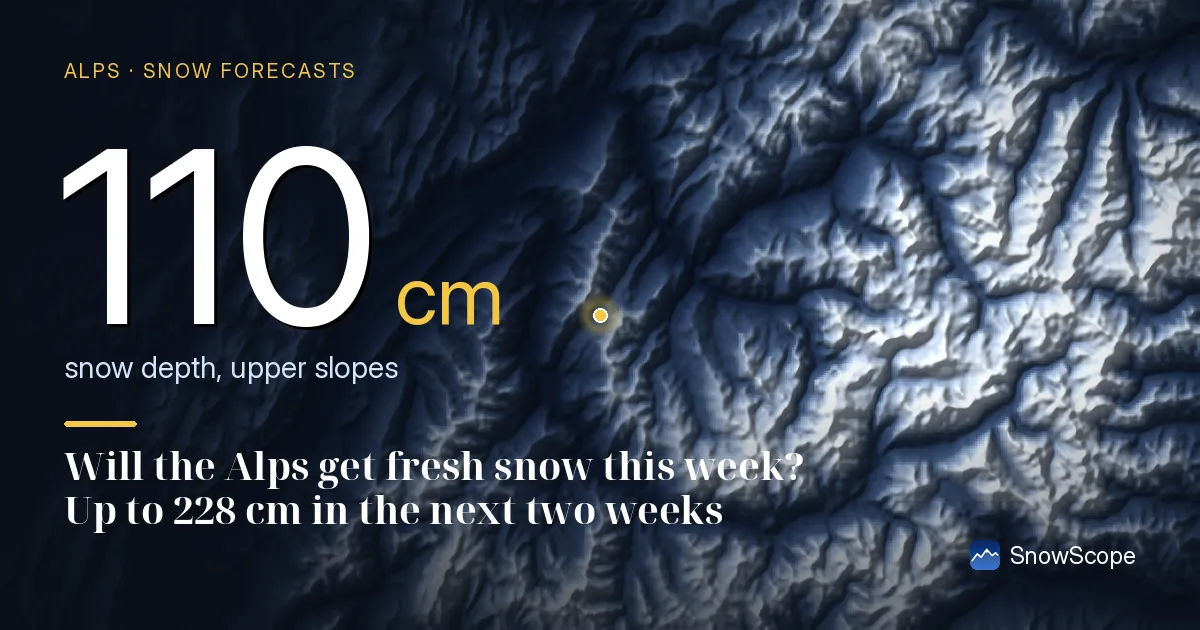 ALPS · SNOW FORECASTS
110 cm
snow depth, upper slopes
Will the Alps get fresh snow this week?
Up to 228 cm in the next two weeks
SnowScope